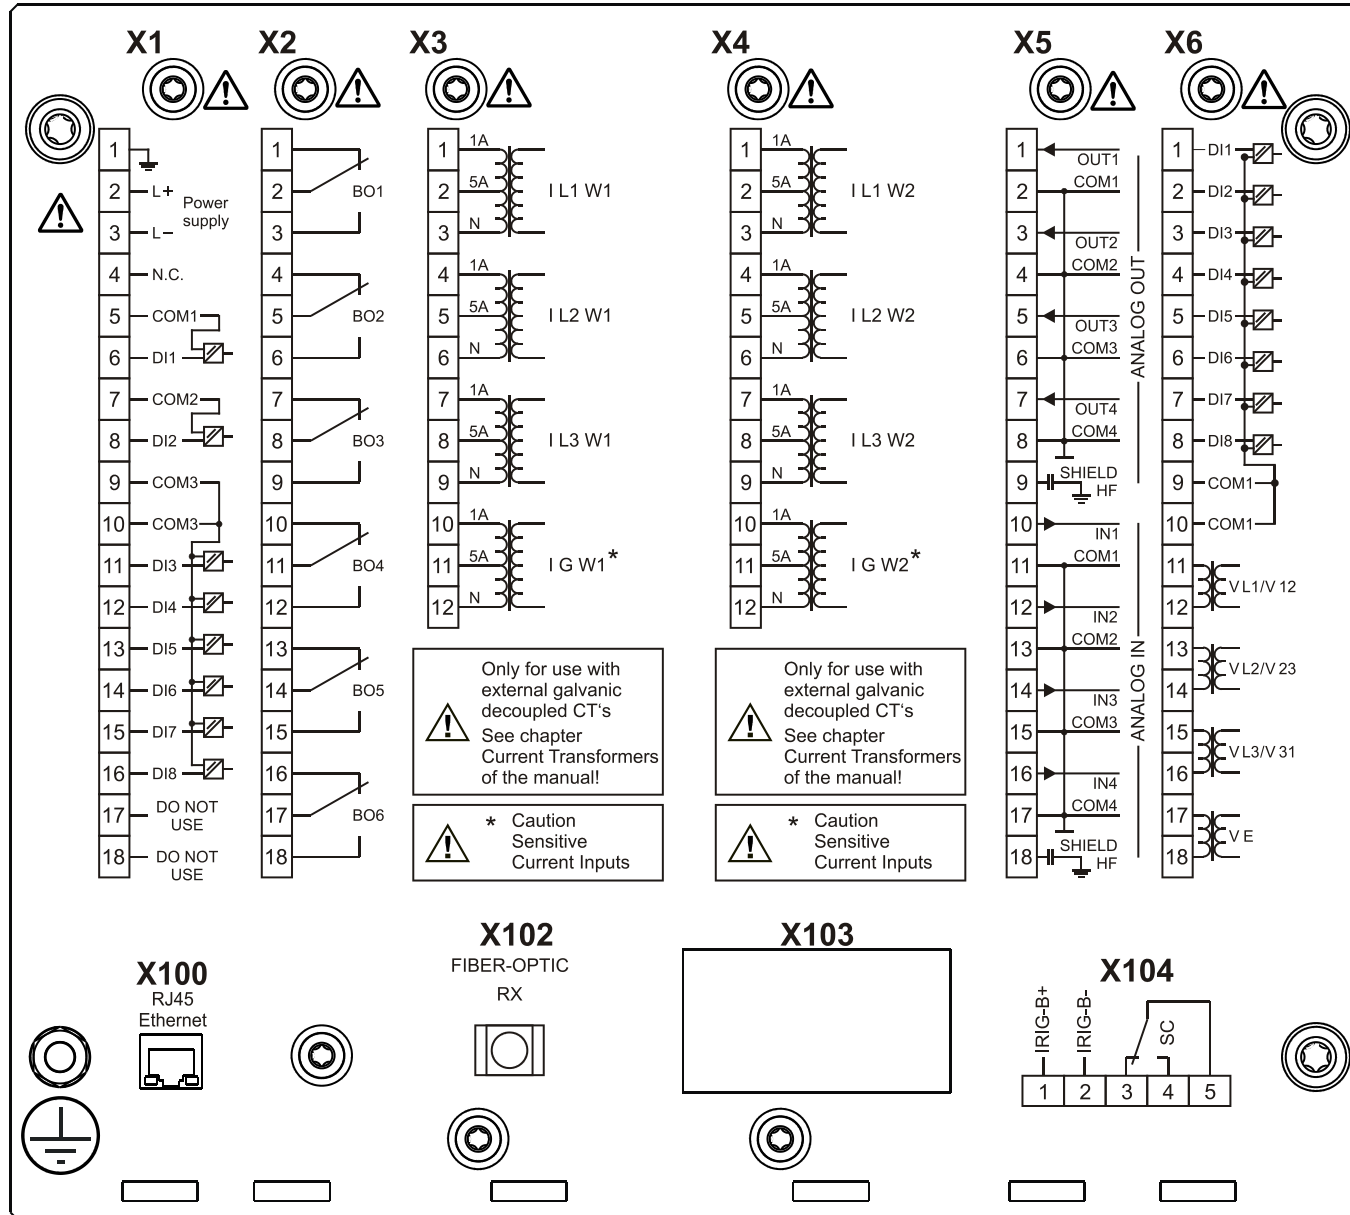 X1
X2
X3
X4
X5
X6
1
2 L+
Power
supply
3 L−
4 N.C.
5 COM1
6 DI1
7 COM2
8 DI2
9 COM3
10 COM3
11 DI3
12 DI4
13 DI5
14 DI6
15 DI7
16 DI8
17 DO NOT
USE
18 DO NOT
USE
1
2 BO1
3
4
5 BO2
6
7
8 BO3
9
10
11 BO4
12
13
14 BO5
15
16
17 BO6
18
1 1A
2 5A I L1 W1
3 N
4 1A
5 5A I L2 W1
6 N
7 1A
8 5A I L3 W1
9 N
10 1A
11 5A I G W1*
12 N
Only for use with
external galvanic
decoupled CT‘s
See chapter
Current Transformers
of the manual!
* Caution
Sensitive
Current Inputs
1 1A
2 5A I L1 W2
3 N
4 1A
5 5A I L2 W2
6 N
7 1A
8 5A I L3 W2
9 N
10 1A
11 5A I G W2*
12 N
Only for use with
external galvanic
decoupled CT‘s
See chapter
Current Transformers
of the manual!
* Caution
Sensitive
Current Inputs
1 OUT1
2 COM1
3 OUT2
4 COM2
5 OUT3
6 COM3
7 OUT4
8 COM4
9 SHIELD
HF
ANALOG OUT
10 IN1
11 COM1
12 IN2
13 COM2
14 IN3
15 COM3
16 IN4
17 COM4
18 SHIELD
HF
ANALOG IN
1 DI1
2 DI2
3 DI3
4 DI4
5 DI5
6 DI6
7 DI7
8 DI8
9 COM1
10 COM1
11
VL1/V 12
12
13
VL2/V 23
14
15
VL3/V 31
16
17
V E
18
X100
RJ45
Ethernet
X102
FIBER-OPTIC
RX
X103
X104
IRIG-B+
IRIG-B-
SC
1 2 3 4 5